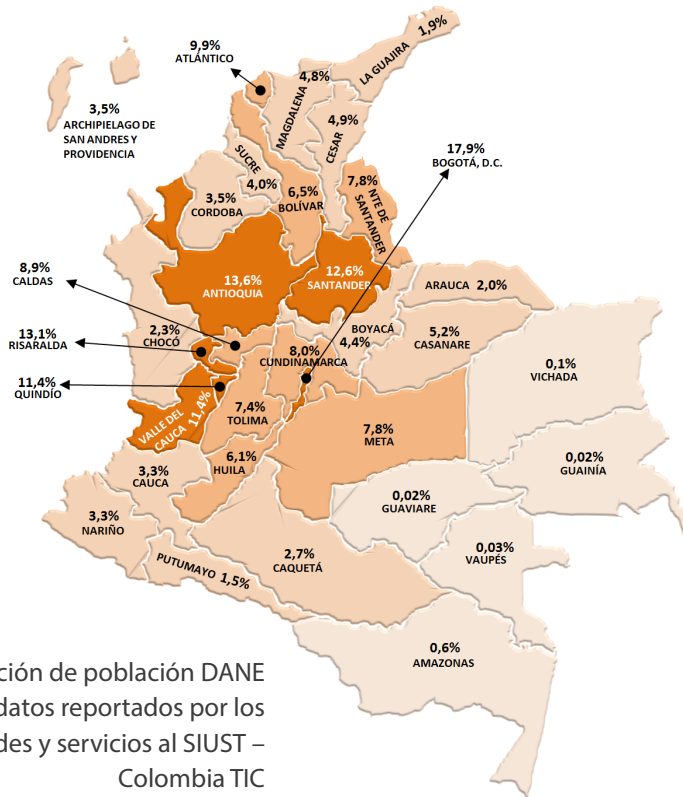 1,9%
LA GUAJIRA
9,9%
ATLÁNTICO
4,8%
MAGDALENA
4,9%
CESAR
3,5%
ARCHIPIELAGO DE
SAN ANDRES Y
PROVIDENCIA
17,9%
BOGOTÁ, D.C.
SUCRE
4,0%
3,5%
CORDOBA
6,5%
BOLÍVAR
7,8%
NTE DE
SANTANDER
8,9%
CALDAS
13,6%
ANTIOQUIA
12,6%
SANTANDER
ARAUCA 2,0%
2,3%
CHOCÓ
13,1%
RISARALDA
BOYACÁ
4,4%
5,2%
CASANARE
8,0%
CUNDINAMARCA
0,1%
VICHADA
11,4%
QUINDÍO
VALLE DEL
CAUCA 11,4%
7,4%
TOLIMA
7,8%
META
6,1%
HUILA
3,3%
CAUCA
0,02%
GUAINÍA
0,02%
GUAVIARE
3,3%
NARIÑO
0,03%
VAUPÉS
2,7%
CAQUETÁ
PUTUMAYO 1,5%
0,6%
AMAZONAS
ción de población DANE
datos reportados por los
des y servicios al SIUST –
Colombia TIC